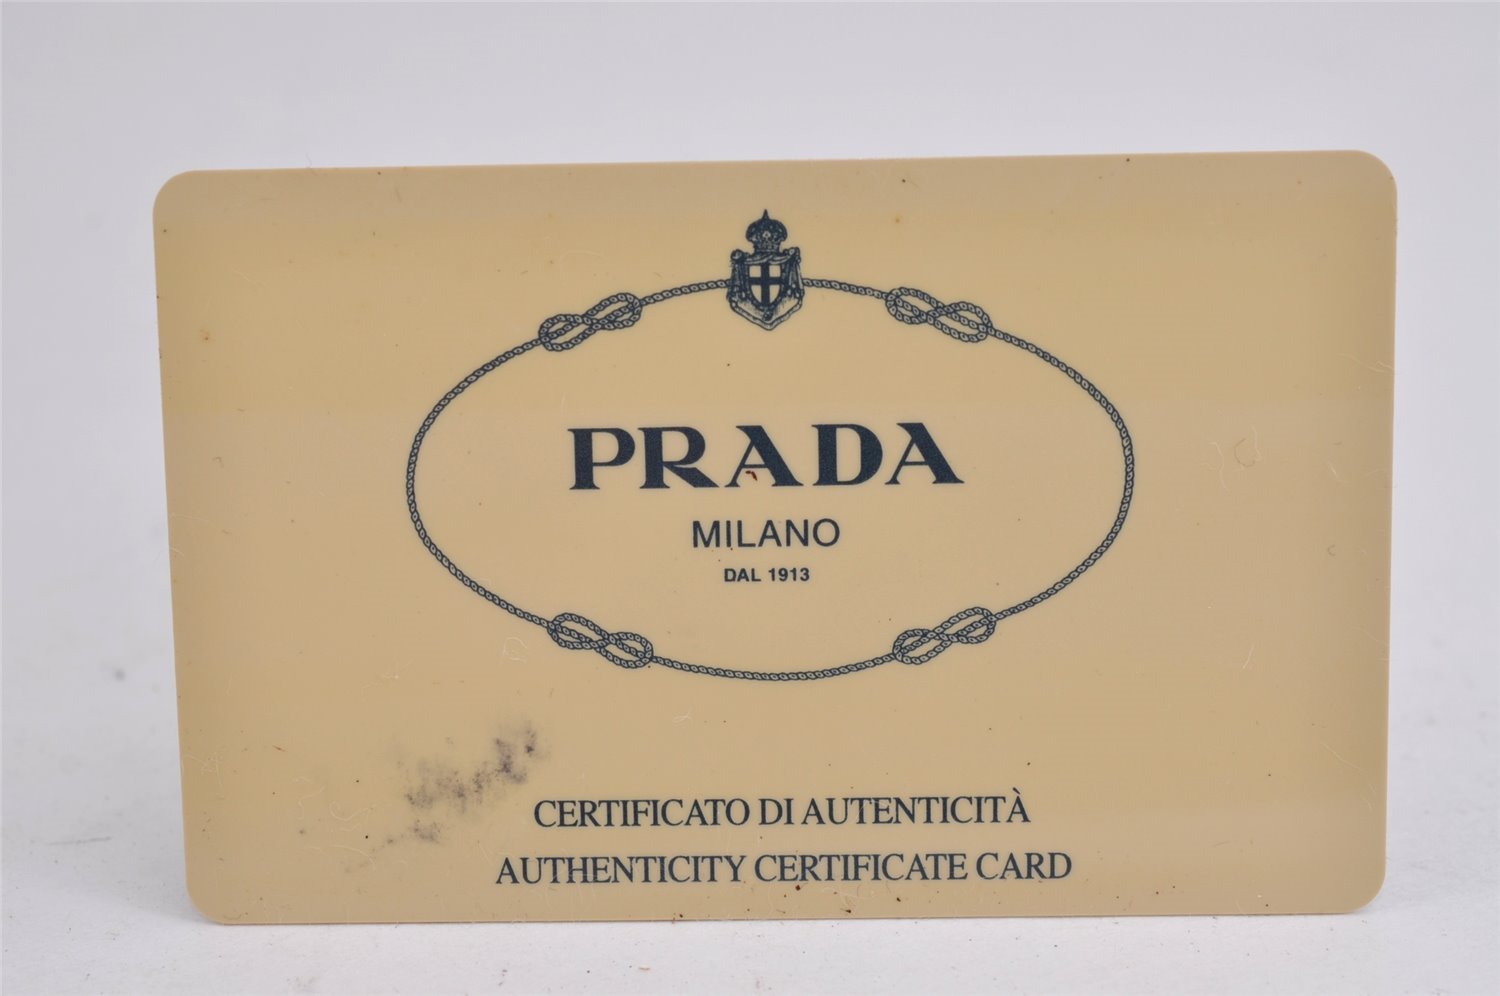 PRADA
MILANO
DAL 1913
CERTIFICATO DI AUTENTICITÀ
AUTHENTICITY CERTIFICATE CARD